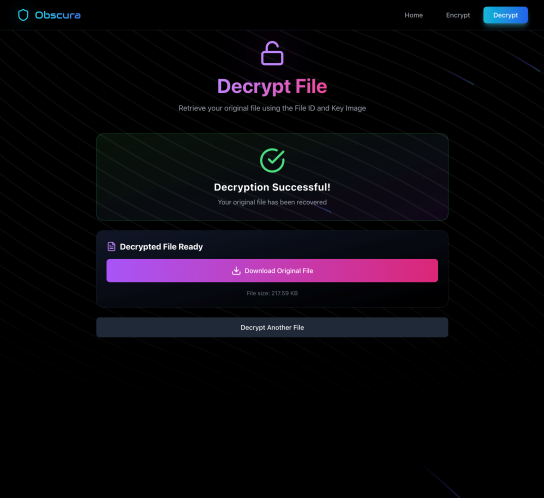 Obscura
Home
Encrypt
Decrypt
Decrypt File
Retrieve your original file using the File ID and Key Image
Decryption Successful!
Your original file has been recovered
Decrypted File Ready
Download Original File
File size: 217.59 KB
Decrypt Another File